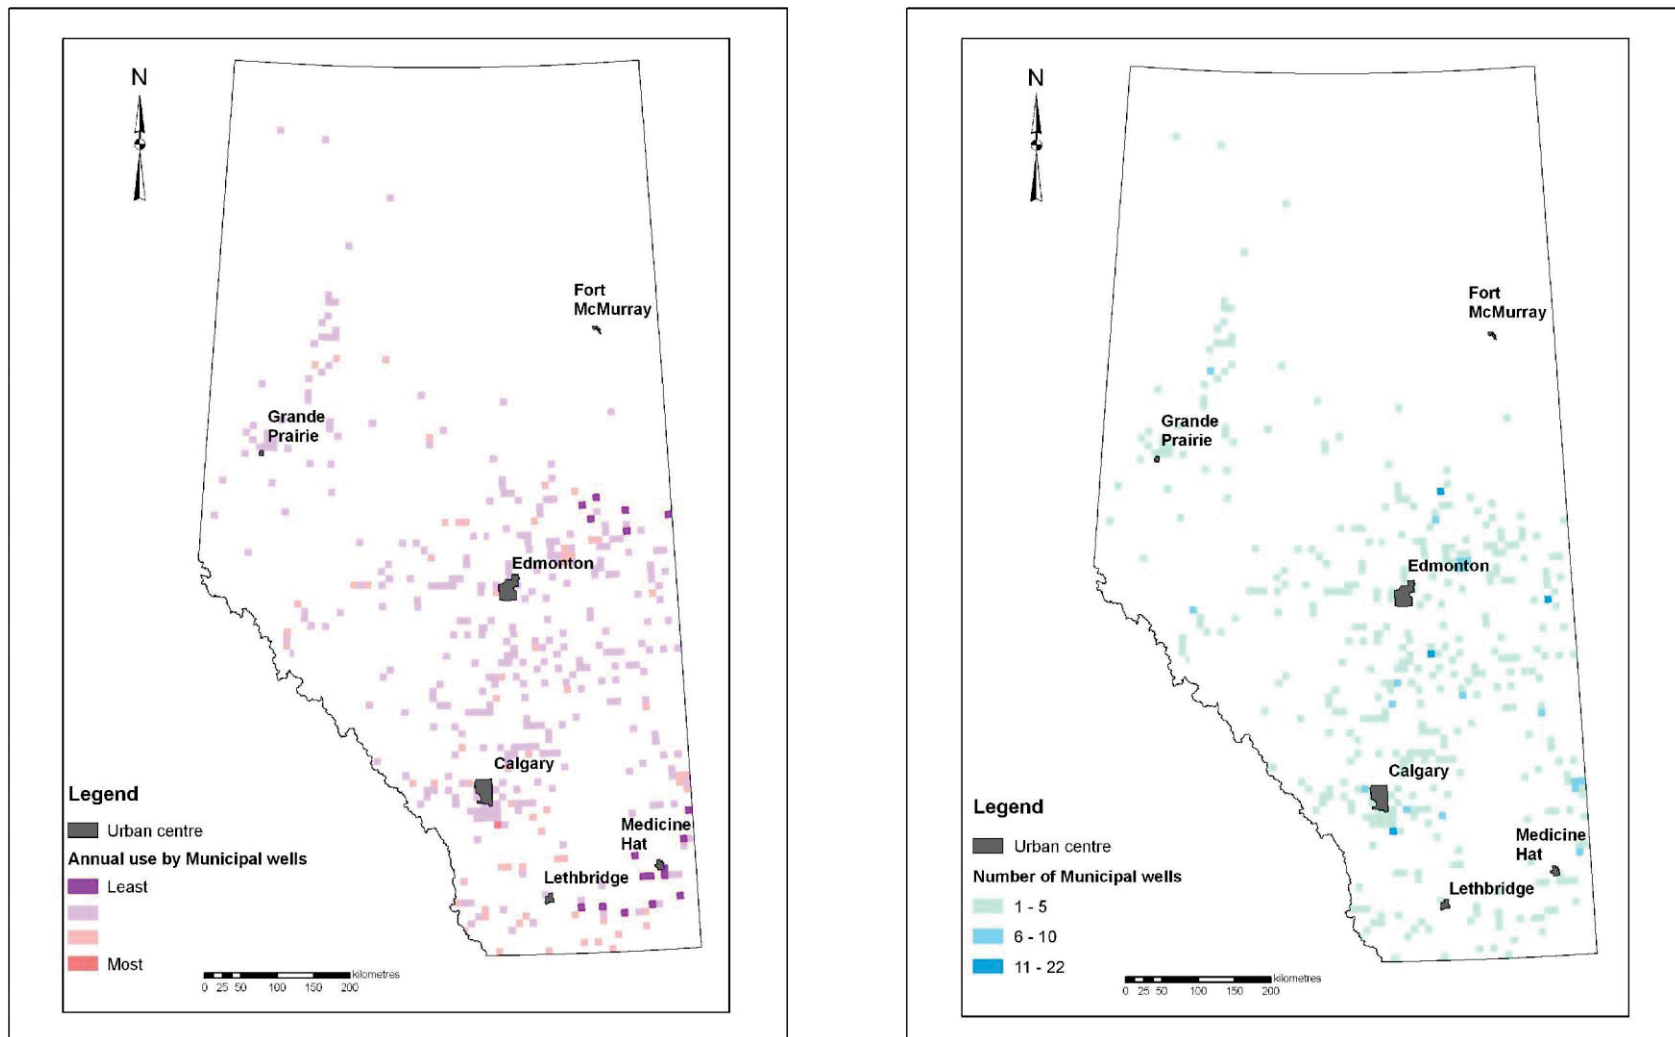 N
Fort
McMurray
Grande
Prairie
Edmonton
Calgary
Medicine
Hat
Lethbridge
Legend
Urban centre
Annual use by Municipal wells
Least
Most
kilometres
0 25 50 100 150 200
N
Fort
McMurray
Grande
Prairie
Edmonton
Calgary
Medicine
Hat
Lethbridge
Legend
Urban centre
Number of Municipal wells
1 - 5
6 - 10
11 - 22
kilometres
0 25 50 100 150 200